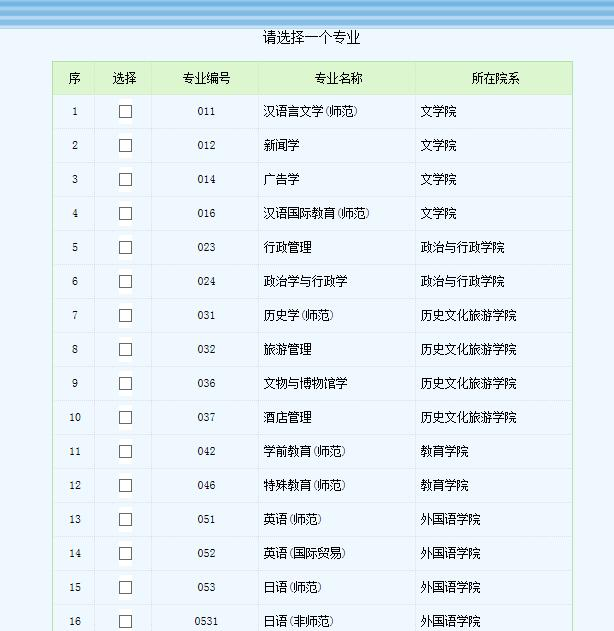 请选择一个专业
序 选择 专业编号 专业名称 所在院系
1 011 汉语言文学(师范) 文学院
2 012 新闻学 文学院
3 014 广告学 文学院
4 016 汉语国际教育(师范) 文学院
5 023 行政管理 政治与行政学院
6 024 政治学与行政学 政治与行政学院
7 031 历史学(师范) 历史文化旅游学院
8 032 旅游管理 历史文化旅游学院
9 036 文物与博物馆学 历史文化旅游学院
10 037 酒店管理 历史文化旅游学院
11 042 学前教育(师范) 教育学院
12 046 特殊教育(师范) 教育学院
13 051 英语(师范) 外国语学院
14 052 英语(国际贸易) 外国语学院
15 053 日语(师范) 外国语学院
16 0531 日语(非师范) 外国语学院